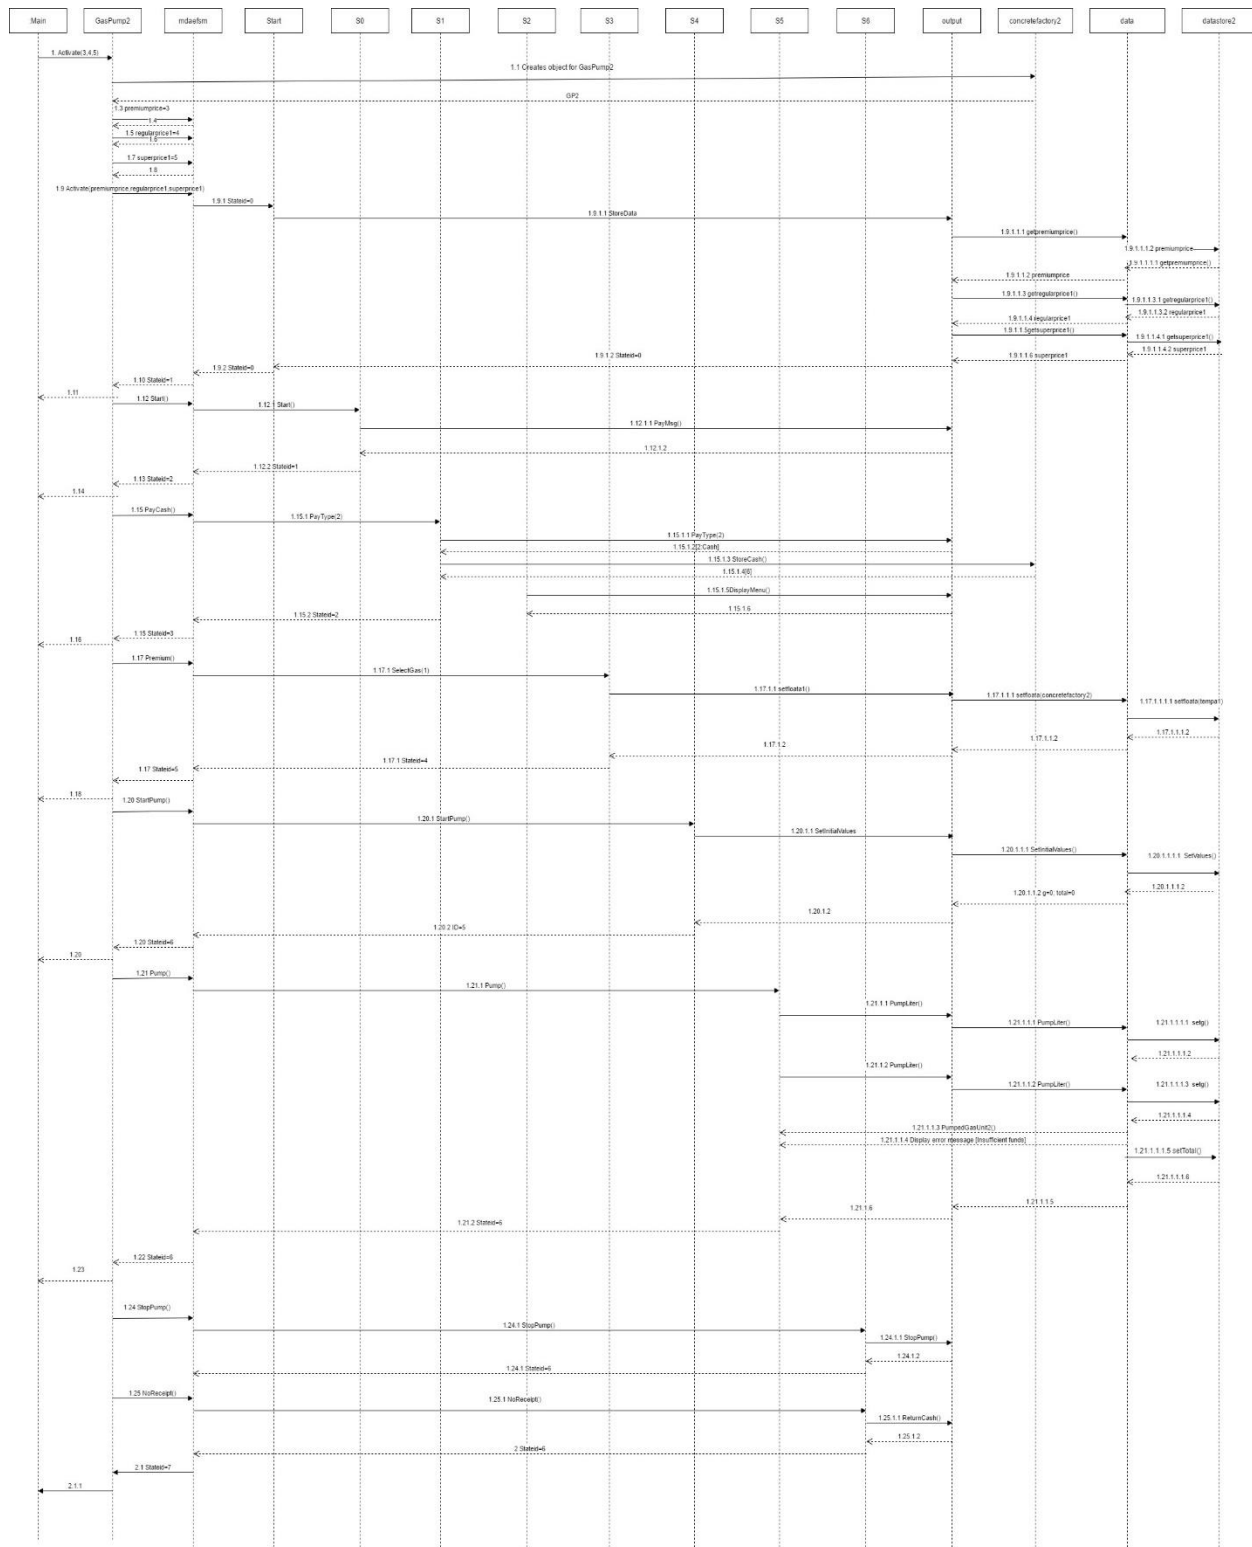 Main
GasPump2
mdaefsm
Start
S0
S1
S2
S3
S4
S5
S6
output
concretefactory2
data
datastore2
1. Activate(3,4,5)
1.1 Creates object for GasPump2
GP2
1.3 premiumprice=3
1.4
1.5 regularprice1=4
1.6
1.7 superprice1=5
1.8
1.9 Activate(premiumprice,regularprice1,superprice1)
1.9.1 Stateid=0
1.9.1.1 StoreData
1.9.1.1.1 getpremiumprice()
1.9.1.1.1.2 premiumprice
1.9.1.1.1.1 getpremiumprice()
1.9.1.1.2 premiumprice
1.9.1.1.3 getregularprice1()
1.9.1.1.3.1 getregularprice1()
1.9.1.1.3.2 regularprice1
1.9.1.1.4 regularprice1
1.9.1.1.5getsuperprice1()
1.9.1.1.4.1 getsuperprice1()
1.9.1.1.4.2 superprice1
1.9.1.2 Stateid=0
1.9.1.1.6 superprice1
1.9.2 Stateid=0
1.10 Stateid=1
1.11
1.12 Start()
1.12.1 Start()
1.12.1.1 PayMsg()
1.12.1.2
1.12.2 Stateid=1
1.13 Stateid=2
1.14
1.15 PayCash()
1.15.1 PayType(2)
1.15.1.1 PayType(2)
1.15.1.2[2:Cash]
1.15.1.3 StoreCash()
1.15.1.4[6]
1.15.1.5DisplayMenu()
1.15.1.6
1.15.2 Stateid=2
1.15 Stateid=3
1.16
1.17 Premium()
1.17.1 SelectGas(1)
1.17.1.1 setfloata1()
1.17.1.1.1 setfloata(concretefactory2)
1.17.1.1.1.1 setfloata(tempa1)
1.17.1.1.1.2
1.17.1.1.2
1.17.1.2
1.17.1 Stateid=4
1.17 Stateid=5
1.18
1.20 StartPump()
1.20.1 StartPump()
1.20.1.1 SetInitialValues
1.20.1.1.1 SetInitialValues()
1.20.1.1.1.1 SetValues()
1.20.1.1.1.2
1.20.1.1.2 g=0; total=0
1.20.1.2
1.20.2 ID=5
1.20 Stateid=6
1.20
1.21 Pump()
1.21.1 Pump()
1.21.1.1 PumpLiter()
1.21.1.1.1 PumpLiter()
1.21.1.1.1.1 setg()
1.21.1.1.1.2
1.21.1.2 PumpLiter()
1.21.1.1.2 PumpLiter()
1.21.1.1.1.3 setg()
1.21.1.1.1.4
1.21.1.1.3 PumpedGasUnit2()
1.21.1.1.4 Display error message [Insufficient funds]
1.21.1.1.1.5 setTotal()
1.21.1.1.1.6
1.21.1.1.5
1.21.1.6
1.21.2 Stateid=6
1.22 Stateid=6
1.23
1.24 StopPump()
1.24.1 StopPump()
1.24.1.1 StopPump()
1.24.1.2
1.24.1 Stateid=6
1.25 NoReceipt()
1.25.1 NoReceipt()
1.25.1.1 ReturnCash()
1.25.1.2
2 Stateid=6
2.1 Stateid=7
2.1.1